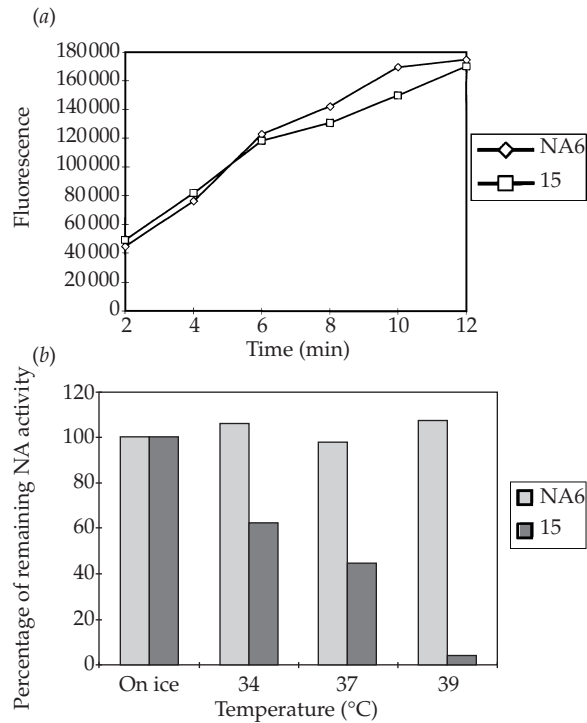 (a)
Fluorescence
180000
160000
140000
120000
100000
80000
60000
40000
20000
0
2 4 6 8 10 12
Time (min)
NA6
15
(b)
Percentage of remaining NA activity
120
100
80
60
40
20
0
On ice 34 37 39
Temperature (°C)
NA6
15